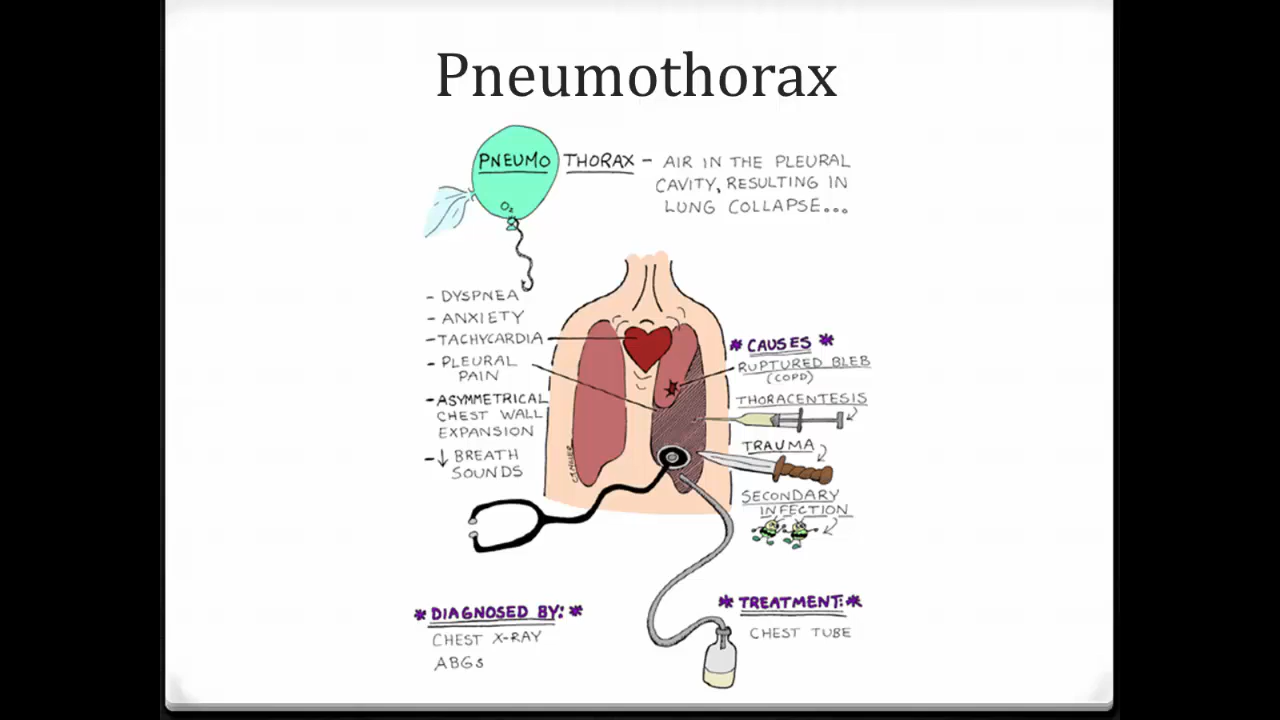 Pneumothorax
PNEUMO THORAX - AIR IN THE PLEURAL
CAVITY, RESULTING IN
LUNG COLLAPSE...
O₂
- DYSPNEA
- ANXIETY
- TACHYCARDIA
- PLEURAL
PAIN
- ASYMMETRICAL
CHEST WALL
EXPANSION
- ↓ BREATH
SOUNDS
* CAUSES *
RUPTURED BLEB
(COPD)
THORACENTESIS
TRAUMA
SECONDARY
INFECTION
* DIAGNOSED BY: *
CHEST X-RAY
ABGs
* TREATMENT: *
CHEST TUBE